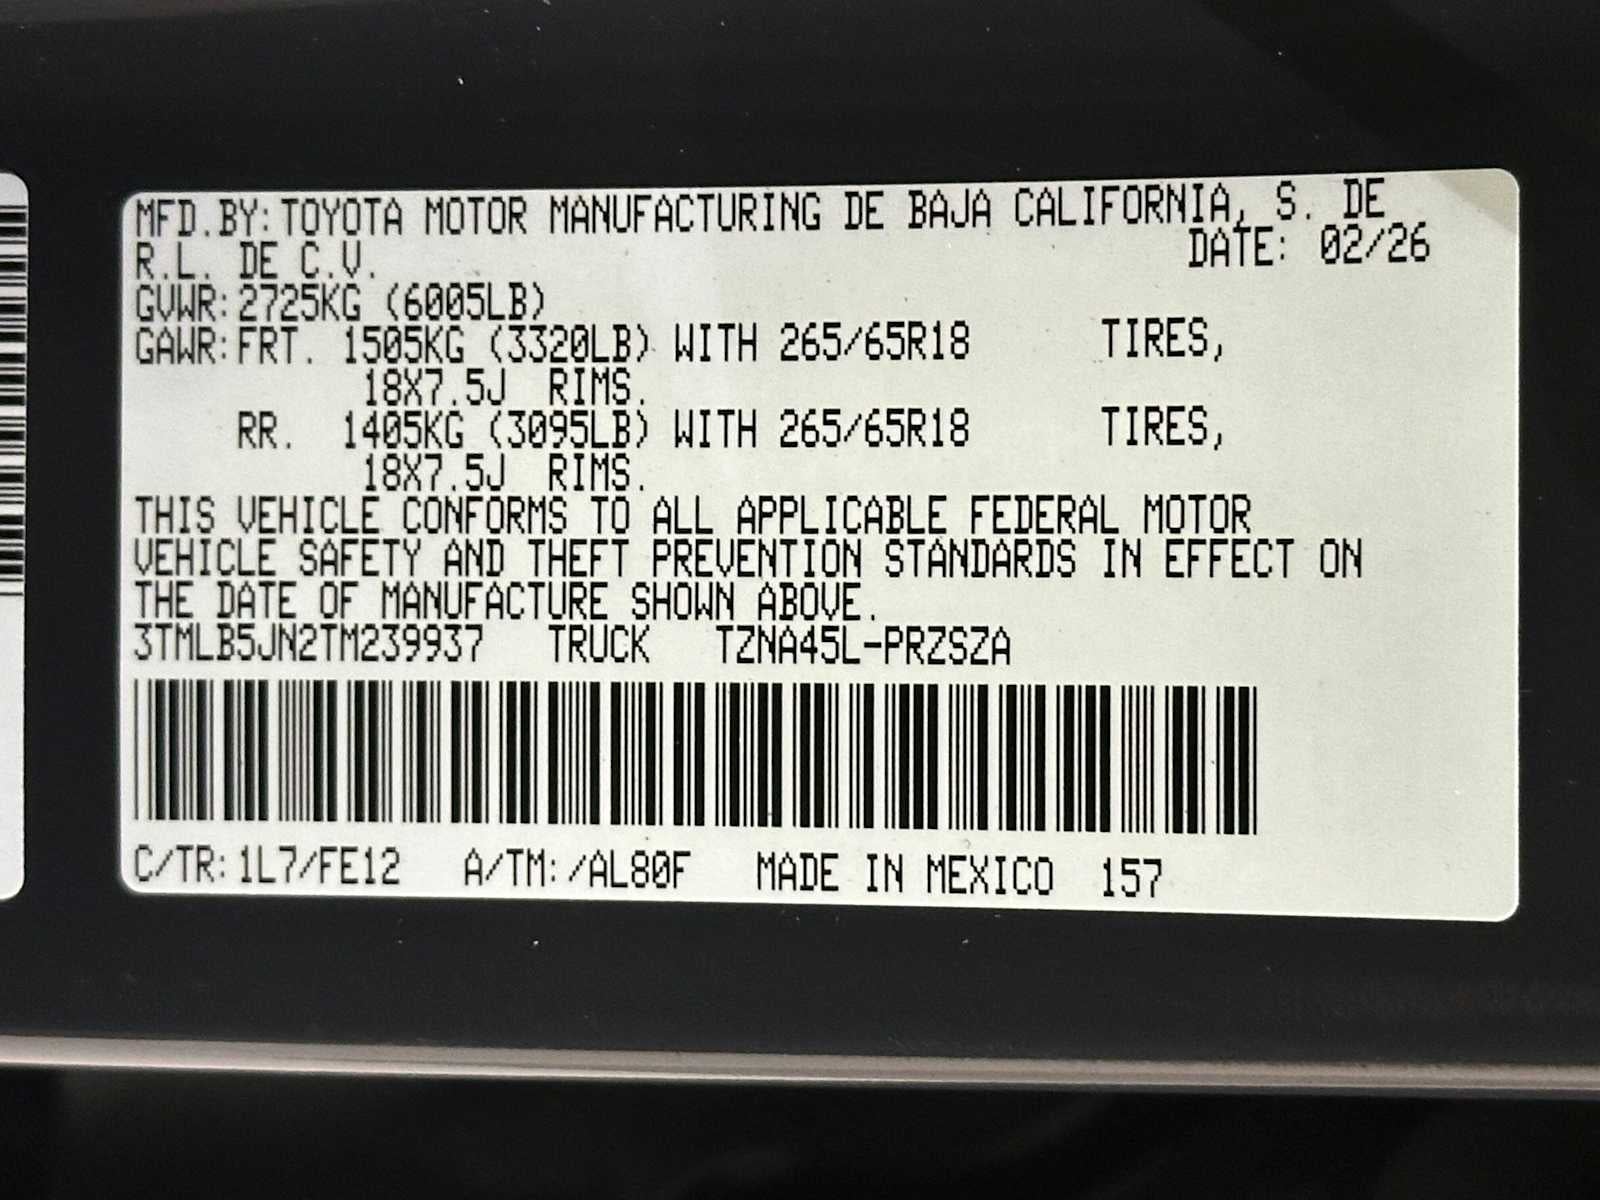 MFD.BY:TOYOTA MOTOR MANUFACTURING DE BAJA CALIFORNIA, S. DE
R.L. DE C.V. DATE: 02/26
GVWR:2725KG (6005LB)
GAWR:FRT. 1505KG (3320LB) WITH 265/65R18 TIRES,
18X7.5J RIMS.
RR. 1405KG (3095LB) WITH 265/65R18 TIRES,
18X7.5J RIMS.
THIS VEHICLE CONFORMS TO ALL APPLICABLE FEDERAL MOTOR
VEHICLE SAFETY AND THEFT PREVENTION STANDARDS IN EFFECT ON
THE DATE OF MANUFACTURE SHOWN ABOVE.
3TMLB5JN2TM239937 TRUCK TZNA45L-PRZSZA
C/TR:1L7/FE12 A/TM:/AL80F MADE IN MEXICO 157